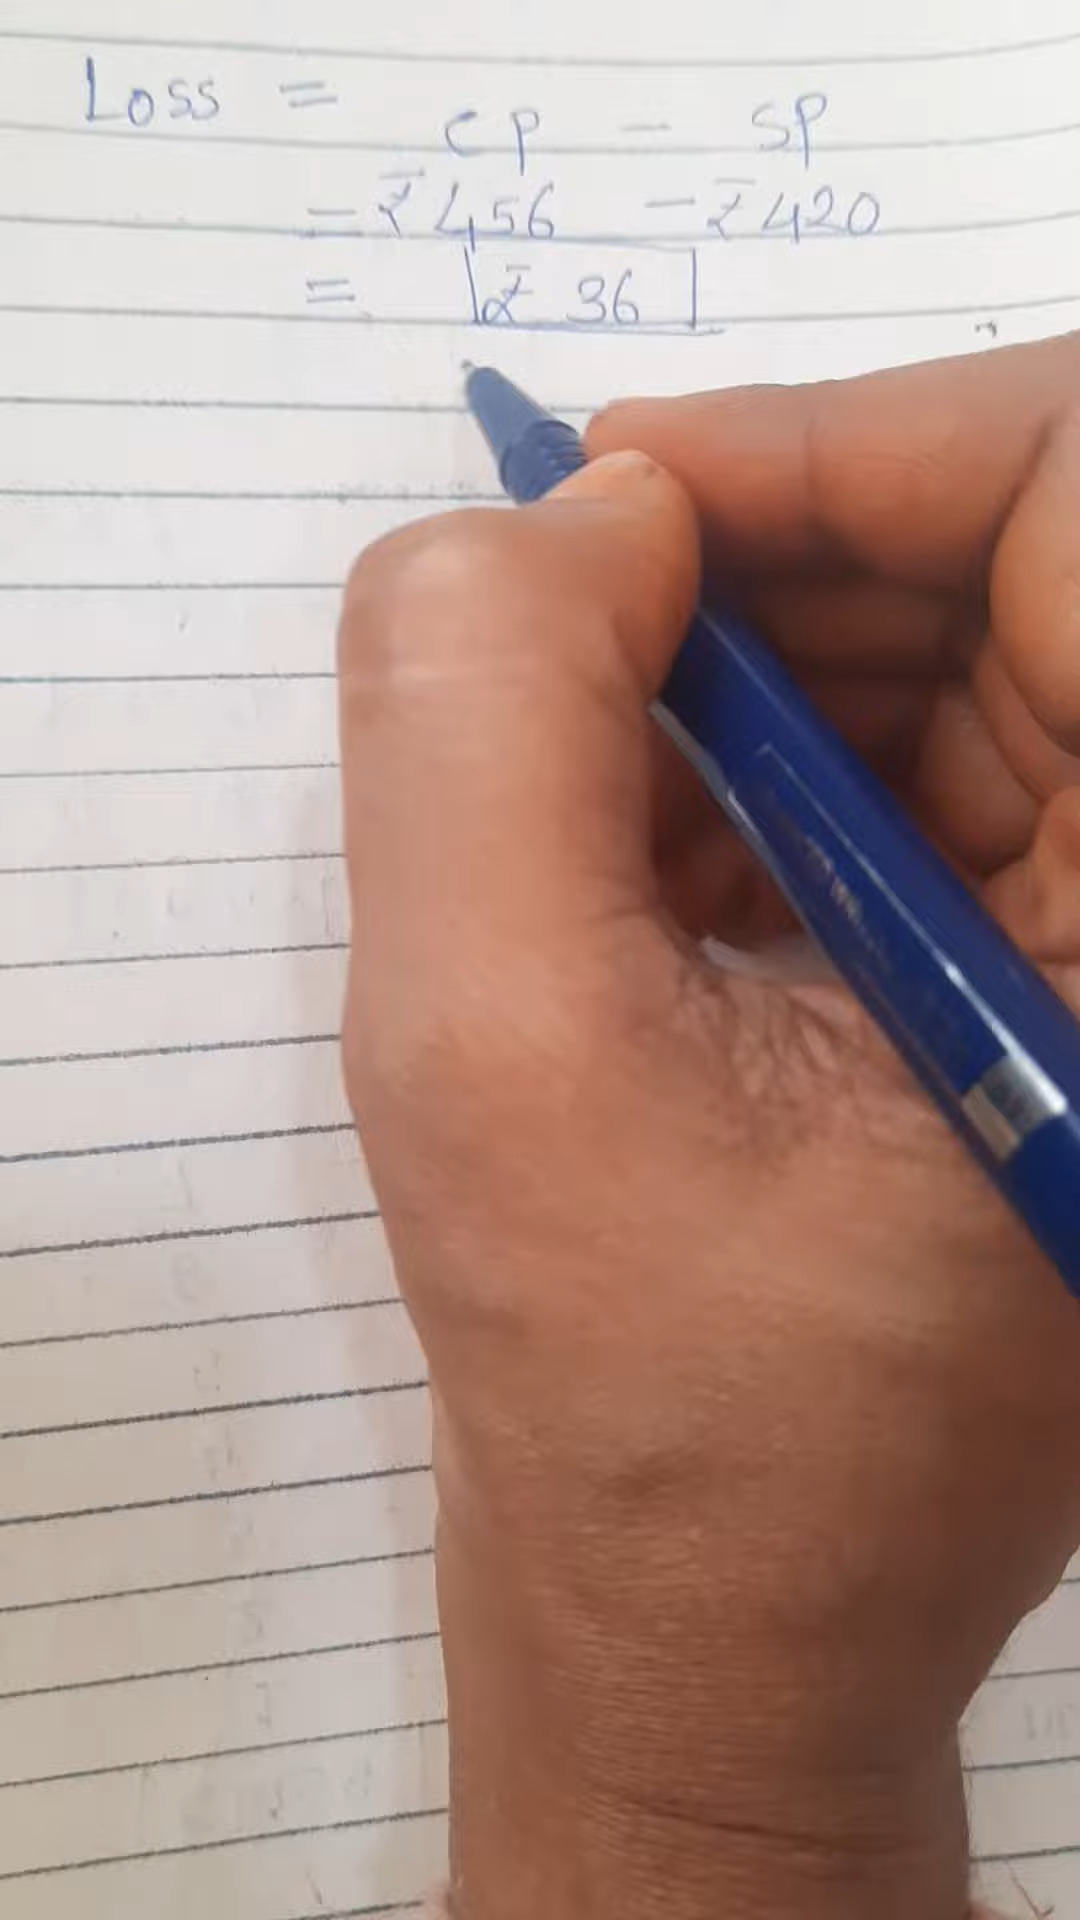 Loss =
CP - SP
= ₹ 456 - ₹ 420
= ₹ 36